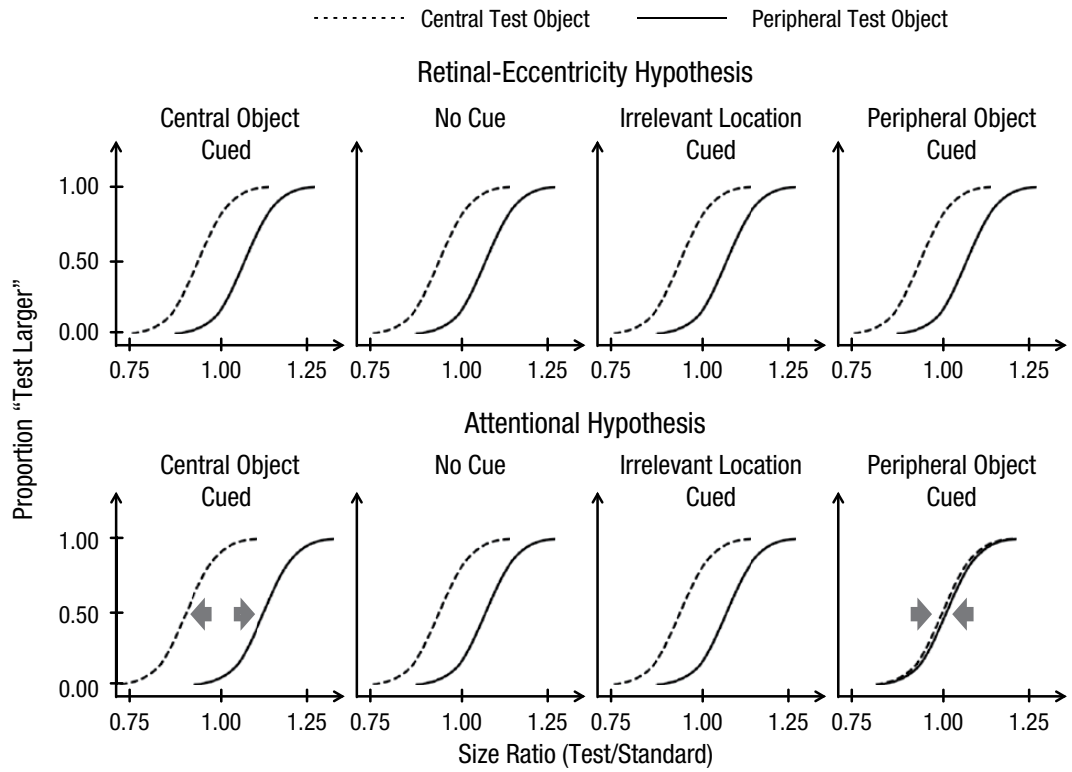 Central Test Object Peripheral Test Object
Retinal-Eccentricity Hypothesis
Central Object
Cued
No Cue
Irrelevant Location
Cued
Peripheral Object
Cued
1.00
0.50
0.00
0.75 1.00 1.25
0.75 1.00 1.25
0.75 1.00 1.25
0.75 1.00 1.25
Proportion “Test Larger”
Attentional Hypothesis
Central Object
Cued
No Cue
Irrelevant Location
Cued
Peripheral Object
Cued
1.00
0.50
0.00
0.75 1.00 1.25
0.75 1.00 1.25
0.75 1.00 1.25
0.75 1.00 1.25
Size Ratio (Test/Standard)